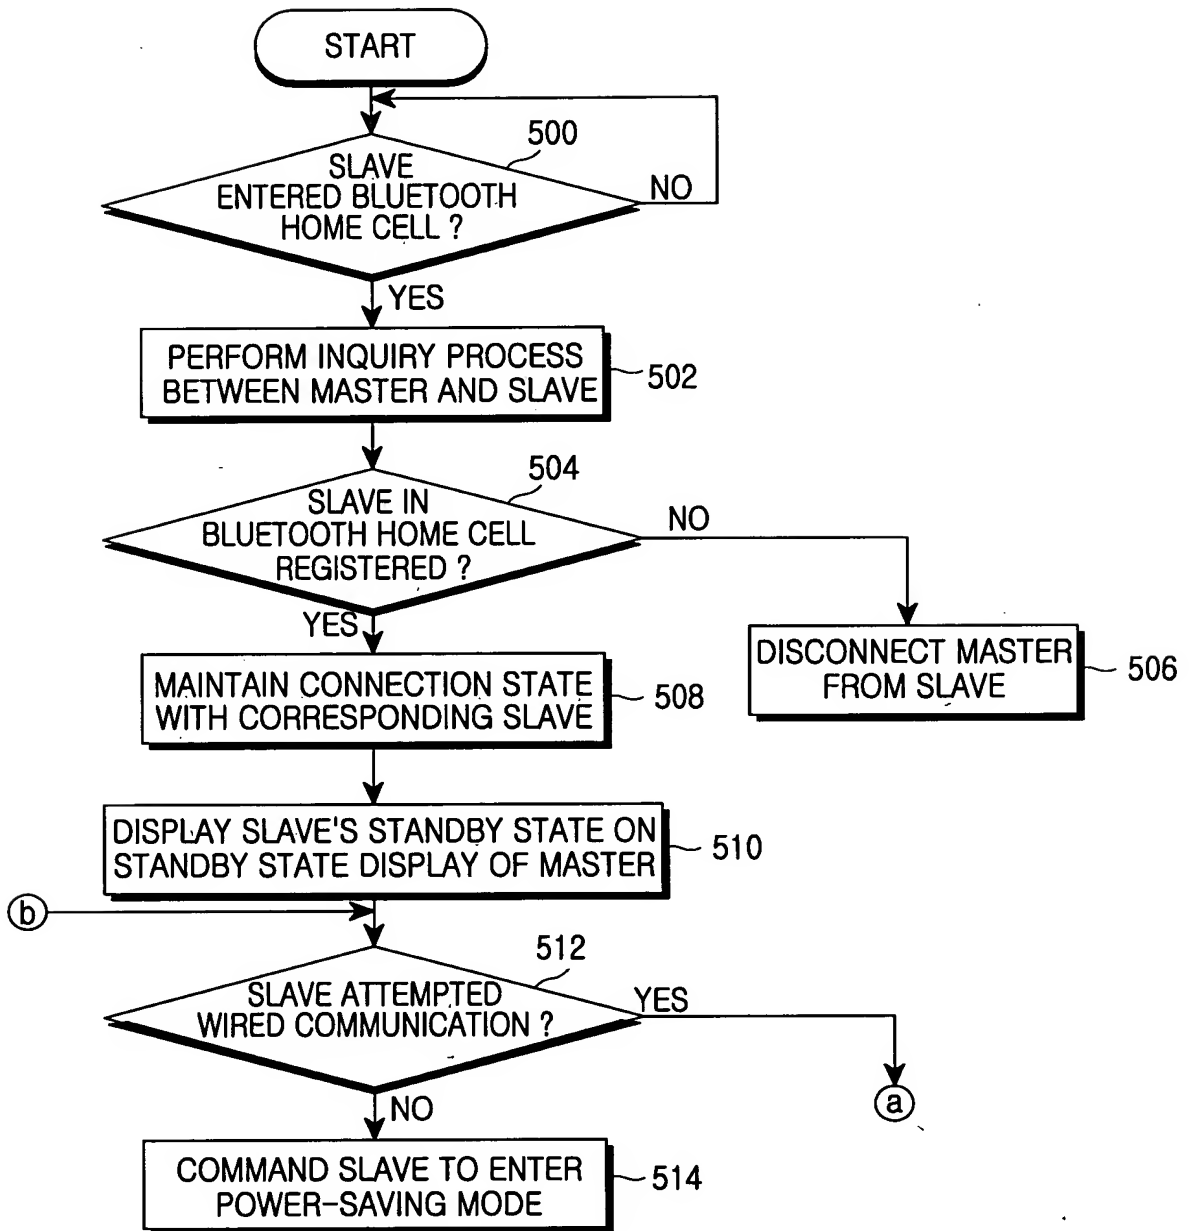 START
500
SLAVE
ENTERED BLUETOOTH
HOME CELL ?
NO
YES
PERFORM INQUIRY PROCESS
BETWEEN MASTER AND SLAVE
502
504
SLAVE IN
BLUETOOTH HOME CELL
REGISTERED ?
NO
YES
DISCONNECT MASTER
FROM SLAVE
506
MAINTAIN CONNECTION STATE
WITH CORRESPONDING SLAVE
508
DISPLAY SLAVE'S STANDBY STATE ON
STANDBY STATE DISPLAY OF MASTER
510
b
512
SLAVE ATTEMPTED
WIRED COMMUNICATION ?
YES
a
NO
COMMAND SLAVE TO ENTER
POWER-SAVING MODE
514